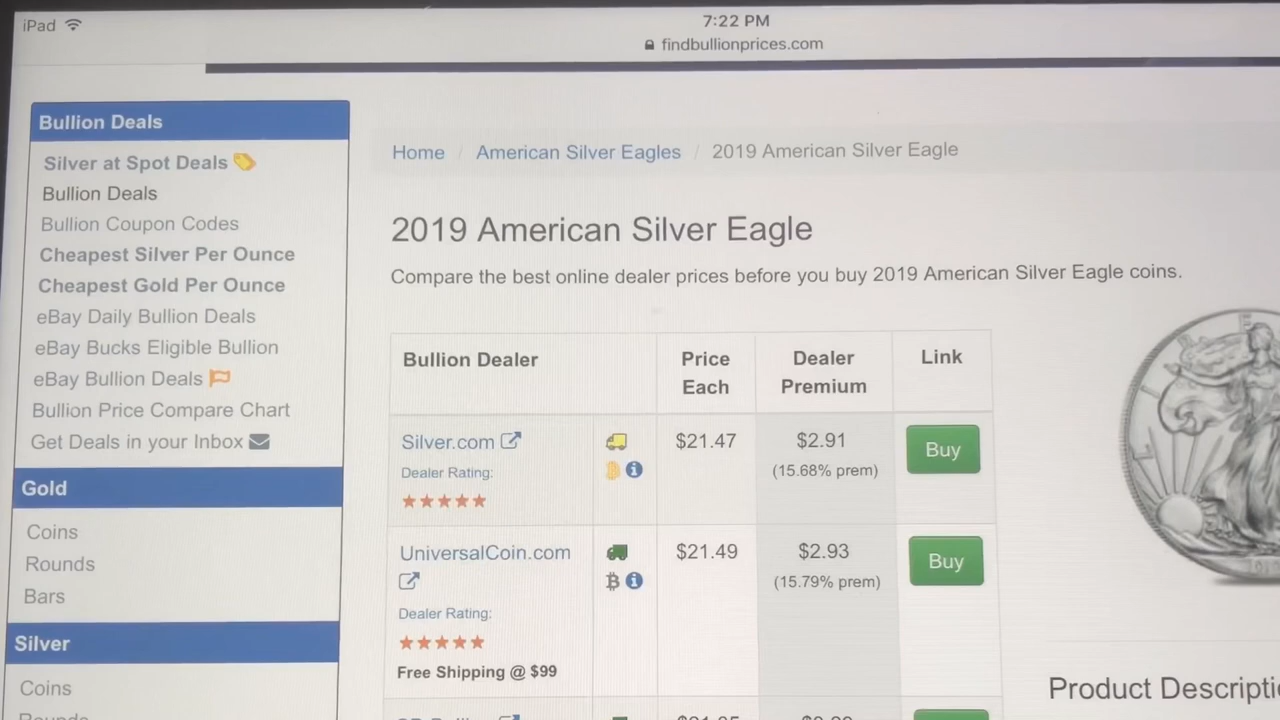 iPad
7:22 PM
findbullionprices.com
Bullion Deals
Silver at Spot Deals
Bullion Deals
Bullion Coupon Codes
Cheapest Silver Per Ounce
Cheapest Gold Per Ounce
eBay Daily Bullion Deals
eBay Bucks Eligible Bullion
eBay Bullion Deals
Bullion Price Compare Chart
Get Deals in your Inbox
Gold
Coins
Rounds
Bars
Silver
Coins
Home / American Silver Eagles / 2019 American Silver Eagle
2019 American Silver Eagle
Compare the best online dealer prices before you buy 2019 American Silver Eagle coins.
Bullion Dealer
Price
Each
Dealer
Premium
Link
Silver.com
Dealer Rating:
$21.47
$2.91
(15.68% prem)
Buy
UniversalCoin.com
Dealer Rating:
Free Shipping @ $99
$21.49
$2.93
(15.79% prem)
Buy
Product